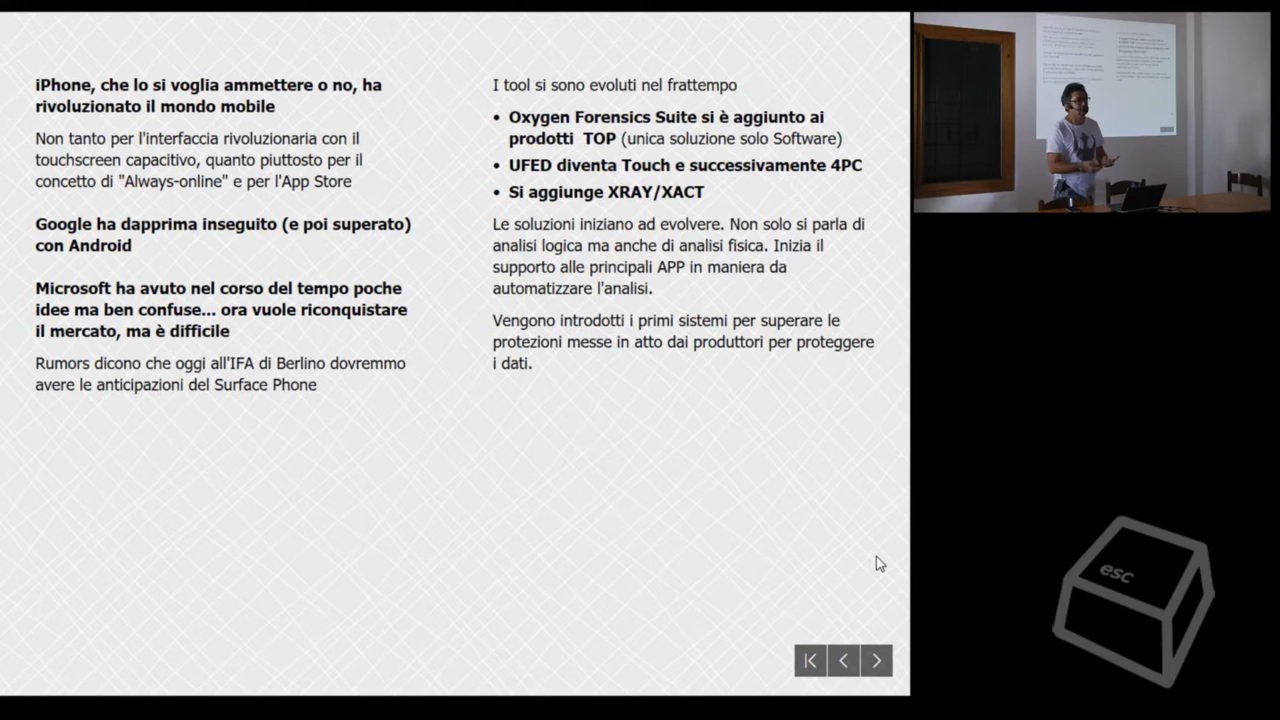 iPhone, che lo si voglia ammettere o no, ha
rivoluzionato il mondo mobile
Non tanto per l'interfaccia rivoluzionaria con il
touchscreen capacitivo, quanto piuttosto per il
concetto di "Always-online" e per l'App Store
Google ha dapprima inseguito (e poi superato)
con Android
Microsoft ha avuto nel corso del tempo poche
idee ma ben confuse... ora vuole riconquistare
il mercato, ma è difficile
Rumors dicono che oggi all'IFA di Berlino dovremmo
avere le anticipazioni del Surface Phone
I tool si sono evoluti nel frattempo
• Oxygen Forensics Suite si è aggiunto ai
prodotti TOP (unica soluzione solo Software)
• UFED diventa Touch e successivamente 4PC
• Si aggiunge XRAY/XACT
Le soluzioni iniziano ad evolvere. Non solo si parla di
analisi logica ma anche di analisi fisica. Inizia il
supporto alle principali APP in maniera da
automatizzare l'analisi.
Vengono introdotti i primi sistemi per superare le
protezioni messe in atto dai produttori per proteggere
i dati.
esc